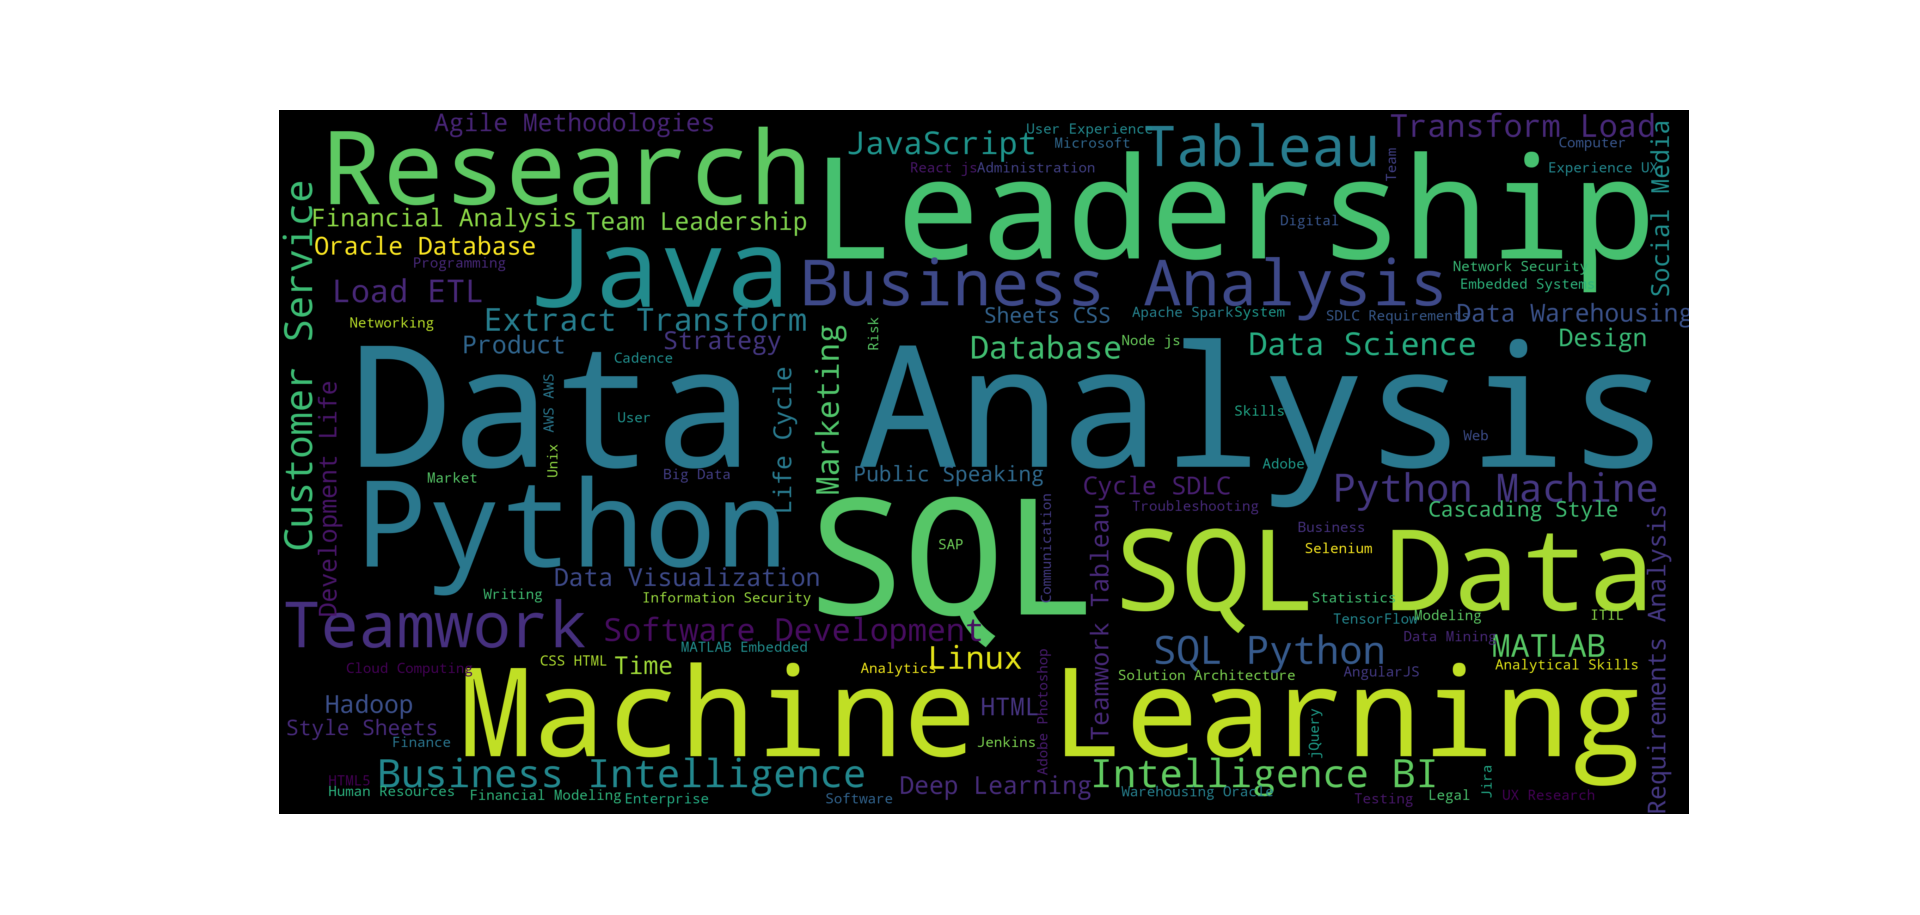 Agile Methodologies
User Experience
Transform Load
JavaScript
Microsoft
Tableau
Computer
Research
Leadership
React js
Administration
Team
Experience UX
Social Media
Customer Service
Financial Analysis
Team Leadership
Digital
Oracle Database
Java
Programming
Business Analysis
Network Security
Embedded System
Load ETL
Networking
Extract Transform
Sheets CSS
Apache Spark
System
SDLC Requirements
Data Warehousing
Product
Strategy
Marketing
Risk
Database
Node js
Data Science
Design
Cadence
Data Analysis
Development Life
AWS AWS
User
Life Cycle
Skills
Web
Unix
Market
Big Data
Public Speaking
Adobe
Python
Cycle SDLC
Python Machine
SQL
SAP
Communication
Troubleshooting
Cascading Style
Business
Selenium
SQL Data
Requirements Analysis
Data Visualization
Writing
Information Security
Teamwork Tableau
Statistics
TensorFlow
Modeling
ITIL
Teamwork
Software Development
MATLAB Embedded
SQL Python
Data Mining
MATLAB
Cloud Computing
CSS HTML
Time
Analytics
Linux
Solution Architecture
AngularJS
Analytical Skills
Machine Learning
Hadoop
HTML
Adobe Photoshop
Style Sheets
Finance
Jenkins
jQuery
Business Intelligence
Deep Learning
Intelligence BI
Jira
HTML5
Human Resources
Financial Modeling
Enterprise
Software
Warehousing Oracle
Testing
Legal
UX Research